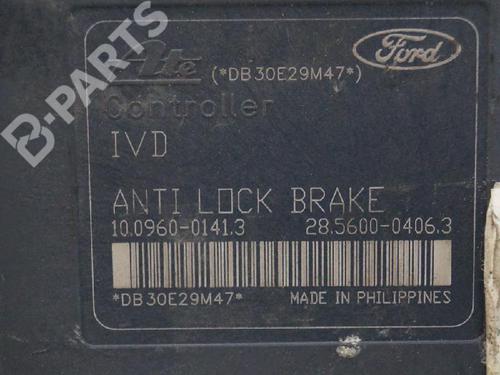 Ate (*DB30E29M47*) Ford
Controller
IVD
ANTI LOCK BRAKE
10.0960-0141.3 28.5600-0406.3
*DB30E29M47* MADE IN PHILIPPINES
B-PARTS